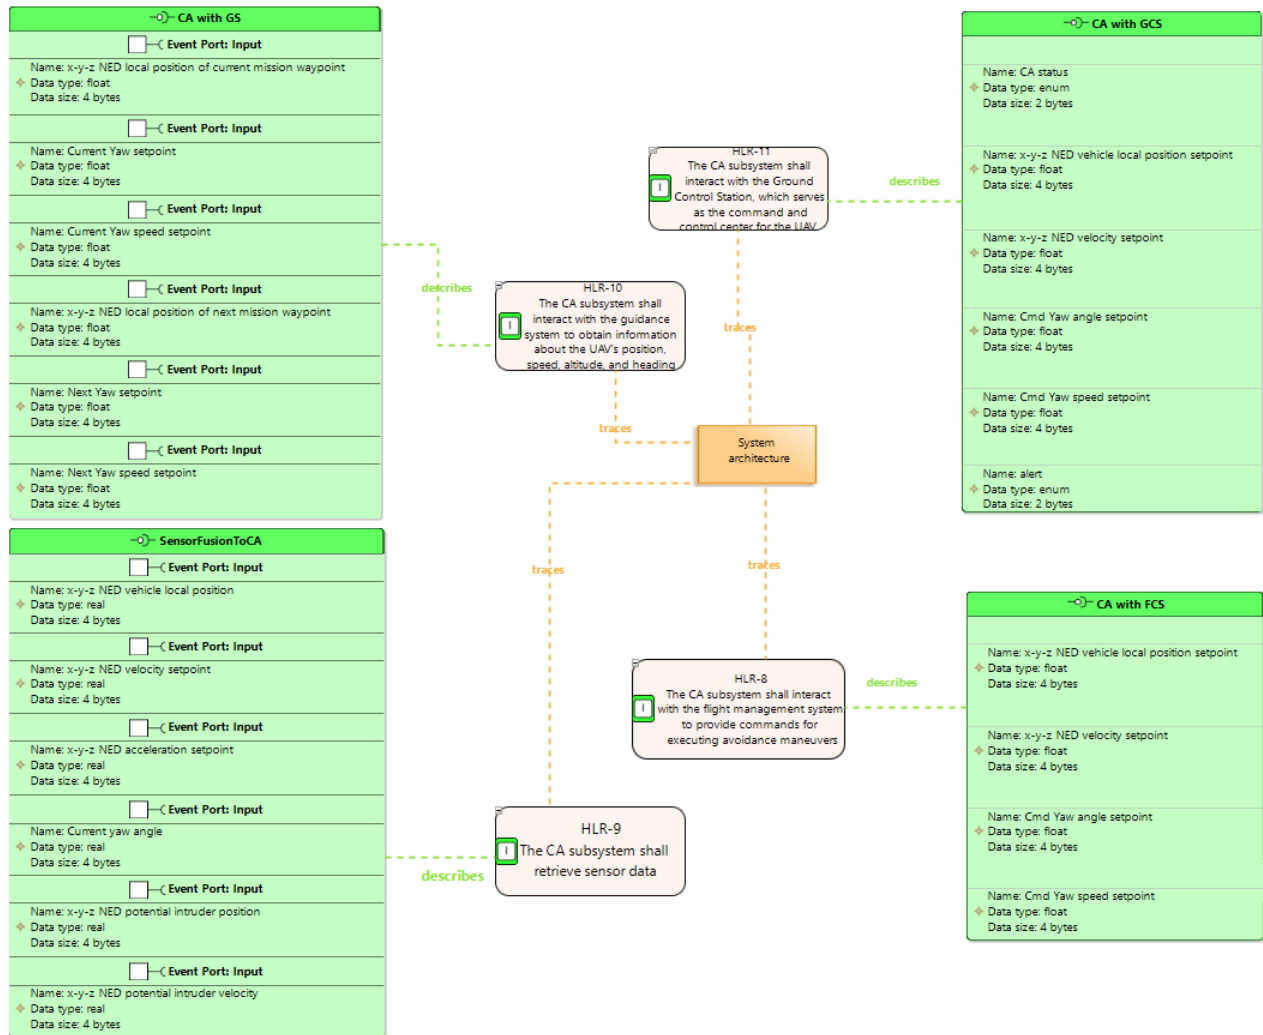 CA with GS
Event Port: Input
Name: x-y-z NED local position of current mission waypoint
Data type: float
Data size: 4 bytes
Event Port: Input
Name: Current Yaw setpoint
Data type: float
Data size: 4 bytes
Event Port: Input
Name: Current Yaw speed setpoint
Data type: float
Data size: 4 bytes
Event Port: Input
Name: x-y-z NED local position of next mission waypoint
Data type: float
Data size: 4 bytes
Event Port: Input
Name: Next Yaw setpoint
Data type: float
Data size: 4 bytes
Event Port: Input
Name: Next Yaw speed setpoint
Data type: float
Data size: 4 bytes
SensorFusionToCA
Event Port: Input
Name: x-y-z NED vehicle local position
Data type: real
Data size: 4 bytes
Event Port: Input
Name: x-y-z NED velocity setpoint
Data type: real
Data size: 4 bytes
Event Port: Input
Name: x-y-z NED acceleration setpoint
Data type: real
Data size: 4 bytes
Event Port: Input
Name: Current yaw angle
Data type: real
Data size: 4 bytes
Event Port: Input
Name: x-y-z NED potential intruder position
Data type: real
Data size: 4 bytes
Event Port: Input
Name: x-y-z NED potential intruder velocity
Data type: real
Data size: 4 bytes
HLR-11
The CA subsystem shall
interact with the Ground
Control Station, which serves
as the command and
control center for the UAV
I
describes
HLR-10
The CA subsystem shall
interact with the guidance
system to obtain information
about the UAV's position,
speed, altitude, and heading
I
describes
traces
traces
System
architecture
traces
traces
HLR-8
The CA subsystem shall interact
with the flight management system
to provide commands for
executing avoidance maneuvers
I
describes
HLR-9
The CA subsystem shall
retrieve sensor data
I
describes
CA with GCS
Name: CA status
Data type: enum
Data size: 2 bytes
Name: x-y-z NED vehicle local position setpoint
Data type: float
Data size: 4 bytes
Name: x-y-z NED velocity setpoint
Data type: float
Data size: 4 bytes
Name: Cmd Yaw angle setpoint
Data type: float
Data size: 4 bytes
Name: Cmd Yaw speed setpoint
Data type: float
Data size: 4 bytes
Name: alert
Data type: enum
Data size: 2 bytes
CA with FCS
Name: x-y-z NED vehicle local position setpoint
Data type: float
Data size: 4 bytes
Name: x-y-z NED velocity setpoint
Data type: float
Data size: 4 bytes
Name: Cmd Yaw angle setpoint
Data type: float
Data size: 4 bytes
Name: Cmd Yaw speed setpoint
Data type: float
Data size: 4 bytes